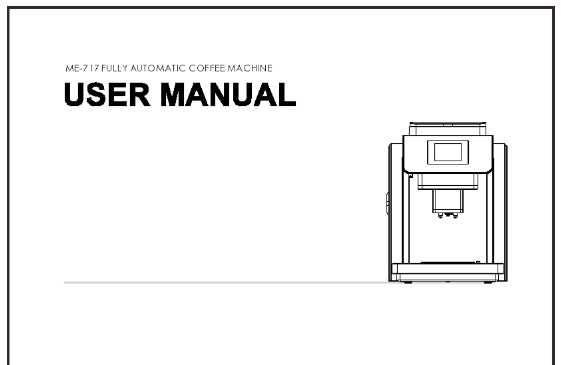 ME-717 FULLY AUTOMATIC COFFEE MACHINE
USER MANUAL